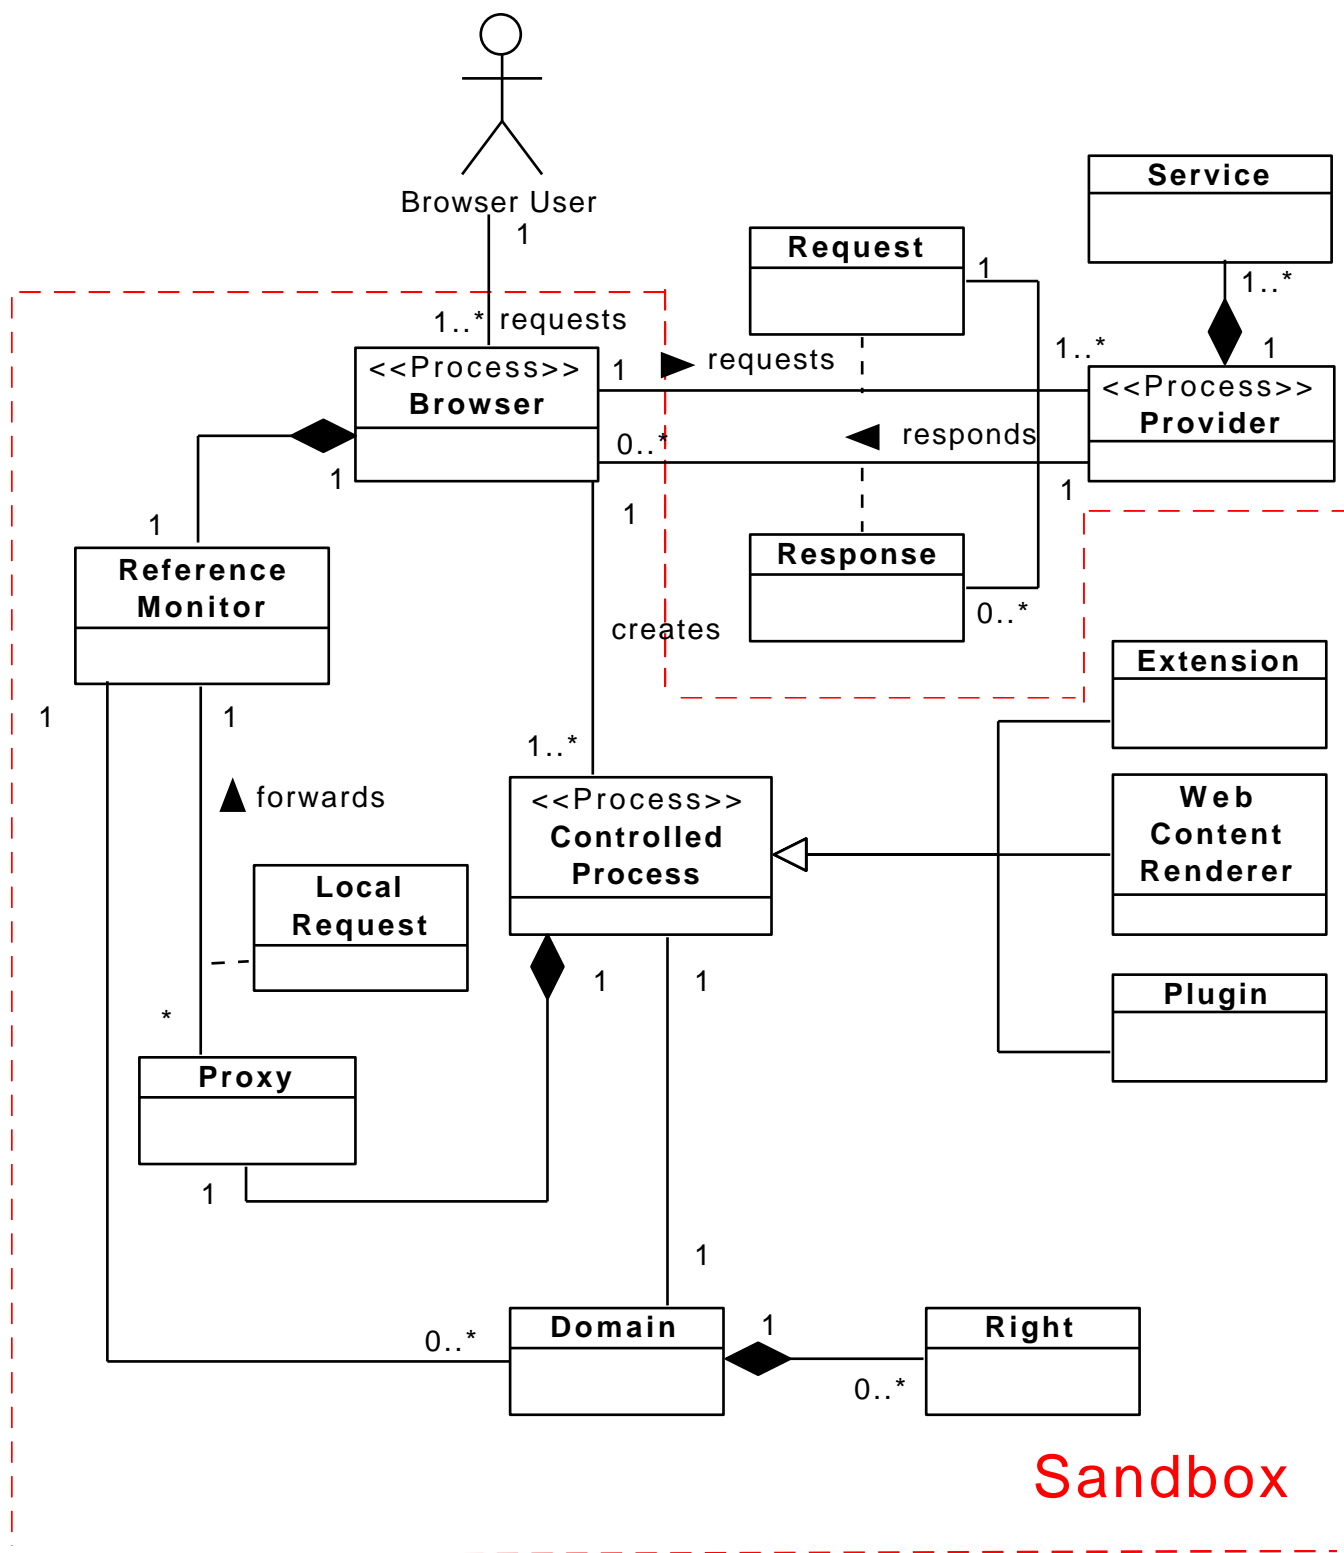 Browser User
1
Service
Request
1
1..*
1..* requests
requests
1..*
1
<<Process>>
Browser
1
<<Process>>
Provider
0..*
responds
1
1
1
1
Reference
Monitor
Response
creates
0..*
Extension
1
1
1..*
forwards
<<Process>>
Controlled
Process
Web
Content
Renderer
Local
Request
1
1
Plugin
*
Proxy
1
1
Domain
1
Right
0..*
0..*
Sandbox